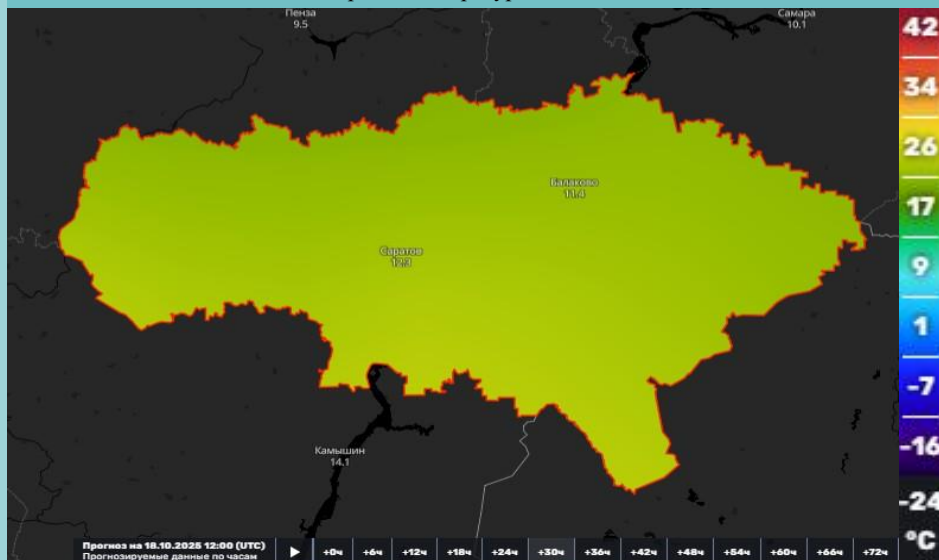 Пенза
9.5
Самара
10.1
42
34
26
Балаково
11.4
17
Саратов
12.3
9
1
-7
Камышин
14.1
-16
-24
°C
Прогноз на 18.10.2025 12:00 (UTC)
Прогнозируемые данные по часам
+0ч +6ч +12ч +18ч +24ч +30ч +36ч +42ч +48ч +54ч +60ч +66ч +72ч